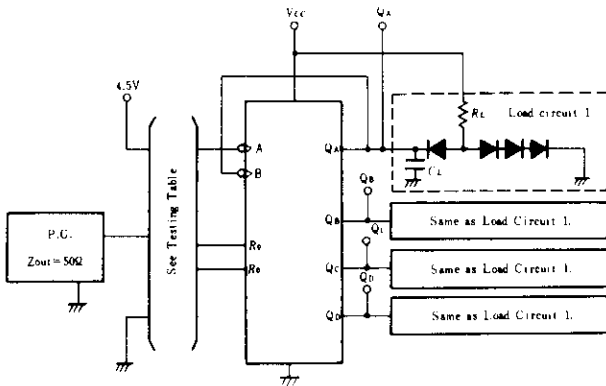 Vcc
QA
4.5V
RL
Load circuit 1
A
QA
B
CL
QB
QB
Same as Load Circuit 1.
P.G.
Zout = 50Ω
See Testing Table
R0
Q
QC
Same as Load Circuit 1.
R0
QD
QD
Same as Load Circuit 1.